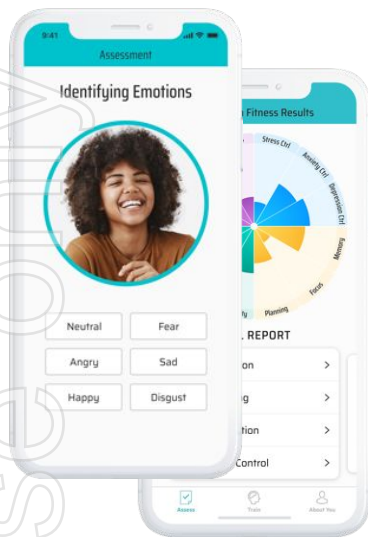 9:41
Assessment
Identifying Emotions
Neutral
Fear
Angry
Sad
Happy
Disgust
Fitness Results
Stress Ctrl
Anxiety Ctrl
Depression Ctrl
Memory
Focus
Planning
REPORT
Control
Assess
Train
About You